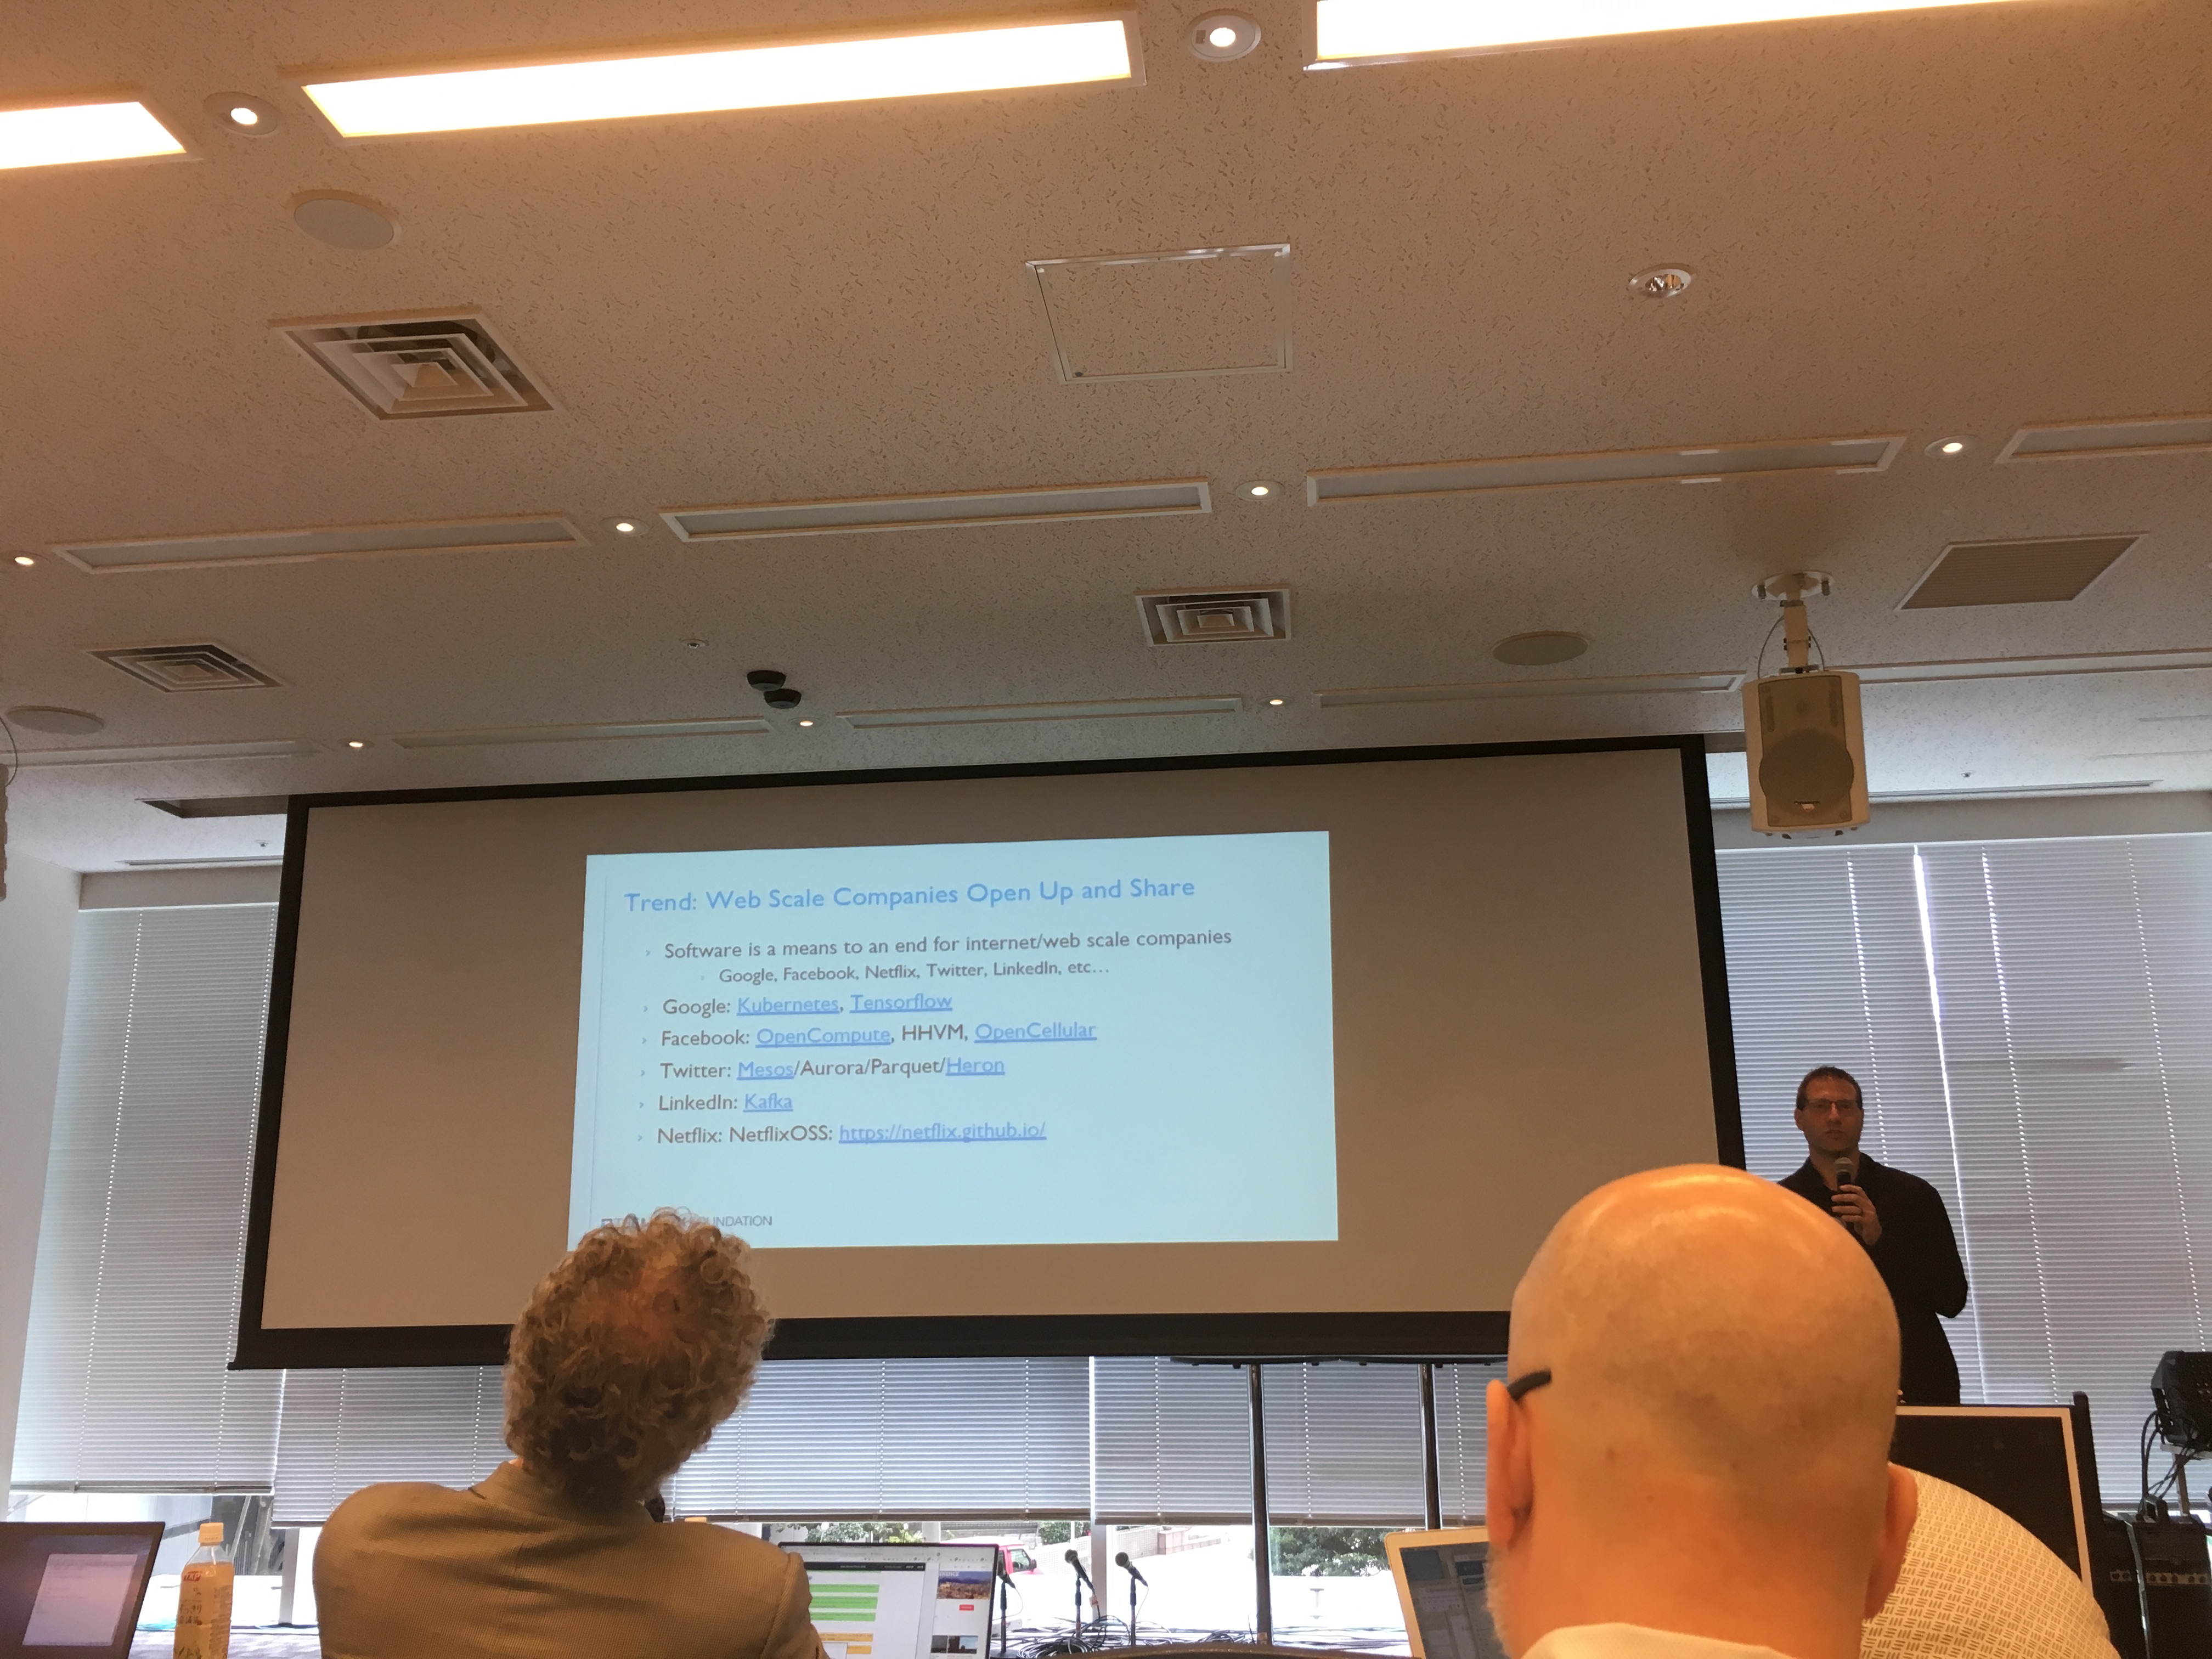 Trend: Web Scale Companies Open Up and Share
Software is a means to an end for internet/web scale companies
Google, Facebook, Netflix, Twitter, LinkedIn, etc…
Google: Kubernetes, Tensorflow
Facebook: OpenCompute, HHVM, OpenCellular
Twitter: Mesos/Aurora/Parquet/Heron
LinkedIn: Kafka
Netflix: NetflixOSS: https://netflix.github.io/